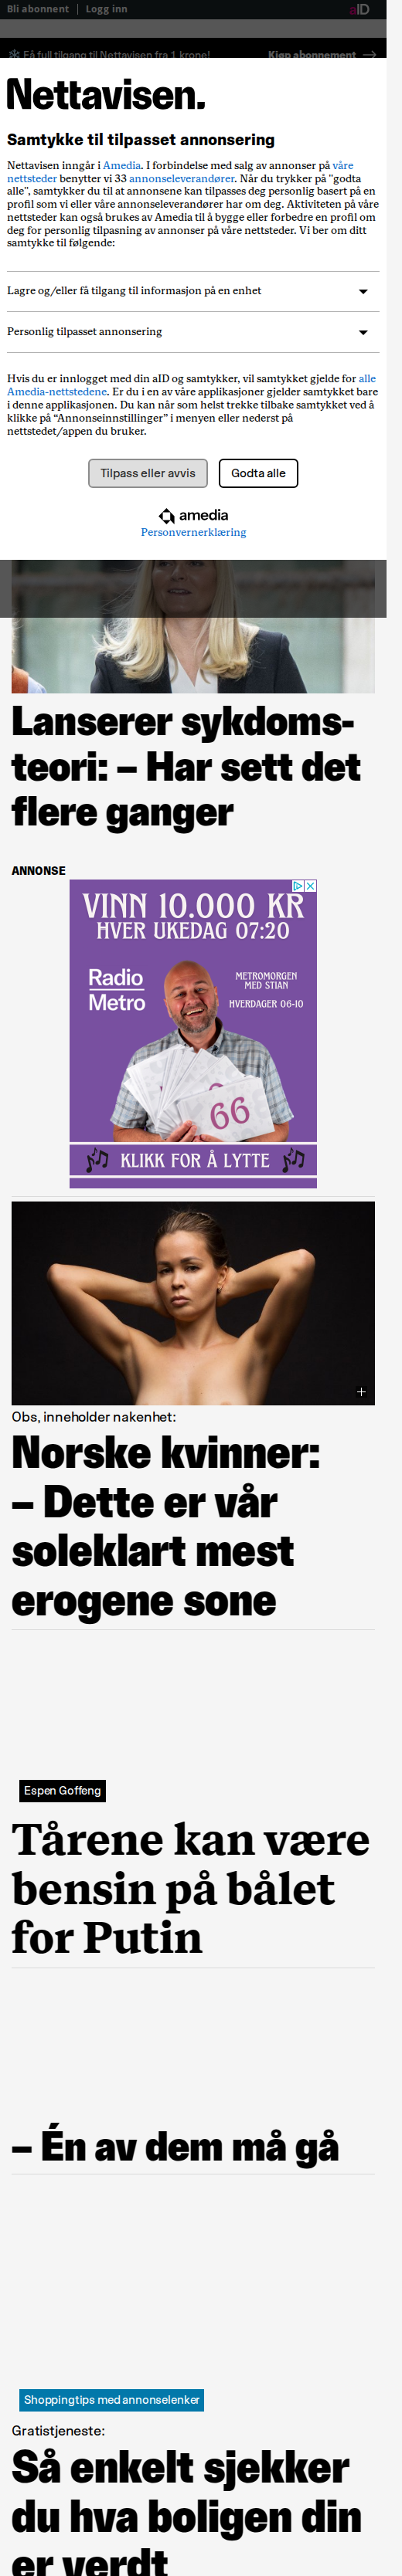 Bli abonnent | Logg inn
aID
Få full tilgang til Nettavisen fra 1 krone!
Kjøp abonnement
Nettavisen.
Samtykke til tilpasset annonsering
Nettavisen inngår i Amedia. I forbindelse med salg av annonser på våre
nettsteder benytter vi 33 annonseleverandører. Når du trykker på "godta
alle", samtykker du til at annonsene kan tilpasses deg personlig basert på en
profil som vi eller våre annonseleverandører har om deg. Aktiviteten på våre
nettsteder kan også brukes av Amedia til å bygge eller forbedre en profil om
deg for personlig tilpasning av annonser på våre nettsteder. Vi ber om ditt
samtykke til følgende:
Lagre og/eller få tilgang til informasjon på en enhet
Personlig tilpasset annonsering
Hvis du er innlogget med din aID og samtykker, vil samtykket gjelde for alle
Amedia-nettstedene. Er du i en av våre applikasjoner gjelder samtykket bare
i denne applikasjonen. Du kan når som helst trekke tilbake samtykket ved å
klikke på “Annonseinnstillinger” i menyen eller nederst på
nettstedet/appen du bruker.
Tilpass eller avvis
Godta alle
amedia
Personvernerklæring
Lanserer sykdoms-
teori: – Har sett det
flere ganger
ANNONSE
VINN 10.000 KR
HVER UKEDAG 07:20
Radio
Metro
METROMORGEN
MED STIAN
HVERDAGER 06-10
66
KLIKK FOR Å LYTTE
Obs, inneholder nakenhet:
Norske kvinner:
– Dette er vår
soleklart mest
erogene sone
Espen Goffeng
Tårene kan være
bensin på bålet
for Putin
– Én av dem må gå
Shoppingtips med annonselenker
Gratistjeneste:
Så enkelt sjekker
du hva boligen din
er verdt